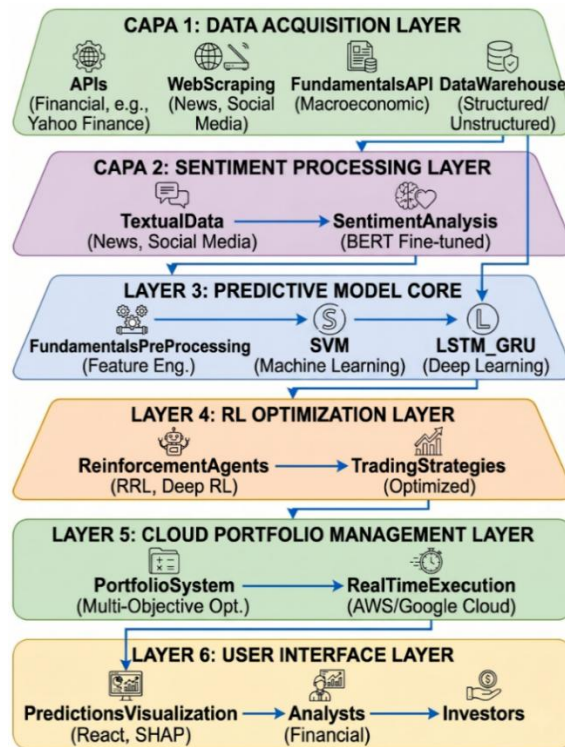 CAPA 1: DATA ACQUISITION LAYER
APIs
(Financial, e.g.,
Yahoo Finance)
WebScraping
(News, Social
Media)
FundamentalsAPI
(Macroeconomic)
DataWarehouse
(Structured/
Unstructured)
CAPA 2: SENTIMENT PROCESSING LAYER
TextualData
(News, Social Media)
SentimentAnalysis
(BERT Fine-tuned)
LAYER 3: PREDICTIVE MODEL CORE
FundamentalsPreProcessing
(Feature Eng.)
S
SVM
(Machine Learning)
L
LSTM_GRU
(Deep Learning)
LAYER 4: RL OPTIMIZATION LAYER
ReinforcementAgents
(RRL, Deep RL)
TradingStrategies
(Optimized)
LAYER 5: CLOUD PORTFOLIO MANAGEMENT LAYER
PortfolioSystem
(Multi-Objective Opt.)
RealTimeExecution
(AWS/Google Cloud)
LAYER 6: USER INTERFACE LAYER
PredictionsVisualization
(React, SHAP)
Analysts
(Financial)
Investors